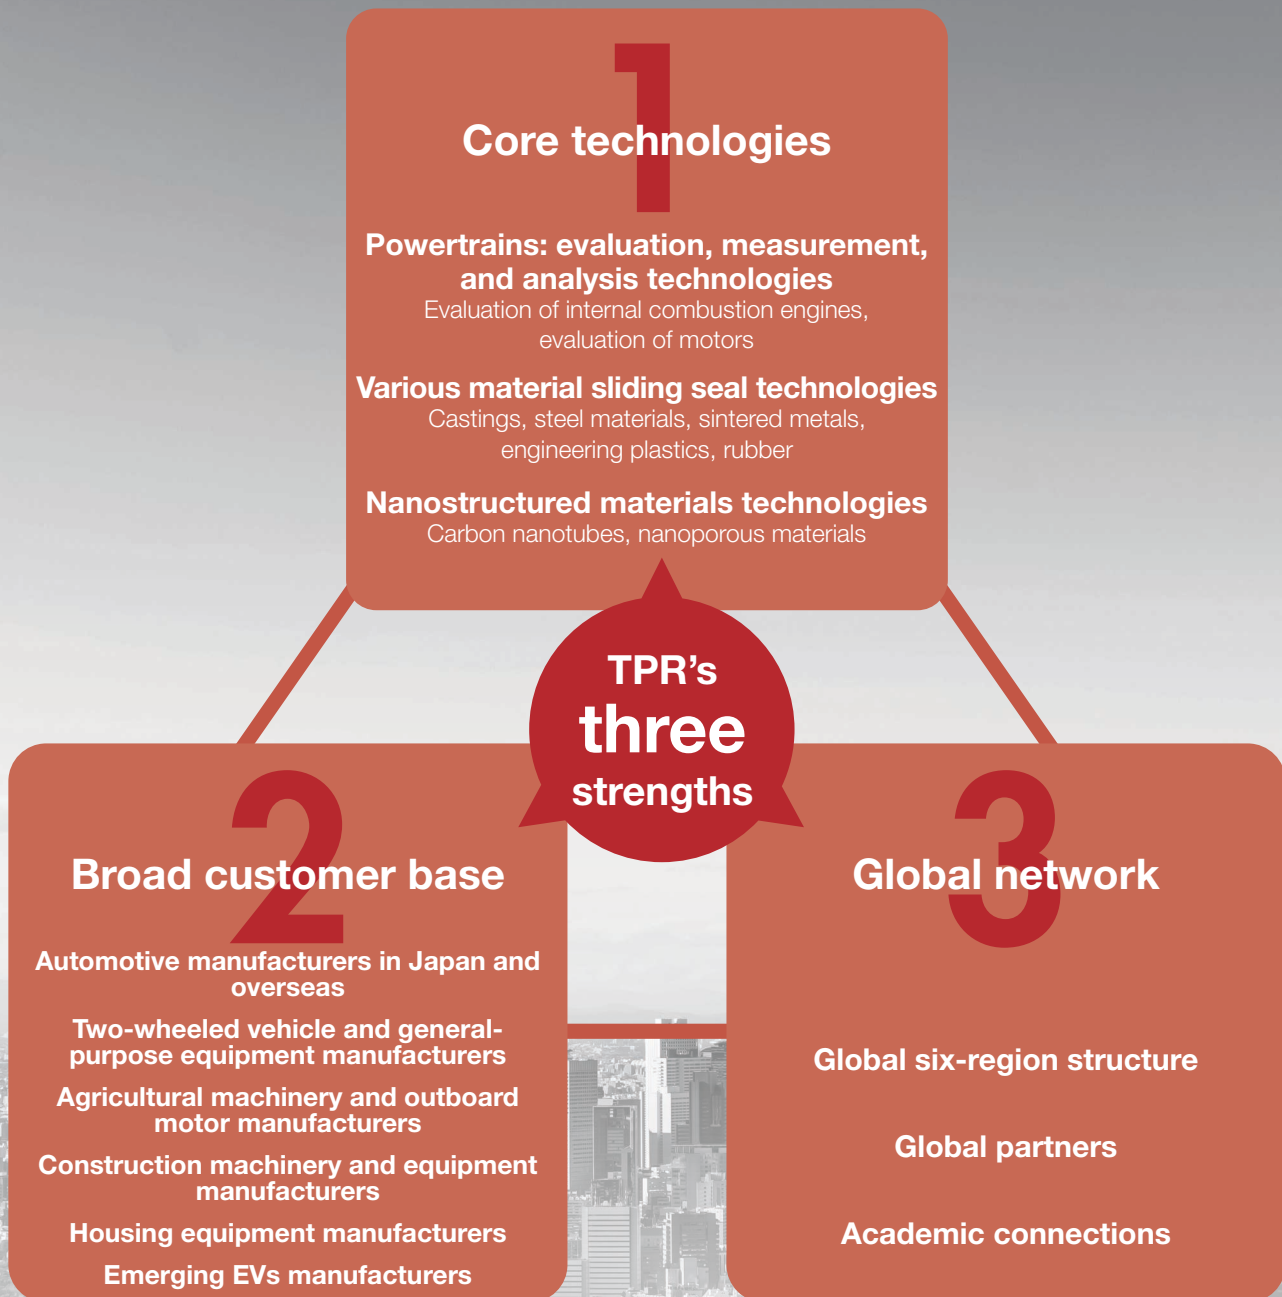 1
Core technologies
Powertrains: evaluation, measurement,
and analysis technologies
Evaluation of internal combustion engines,
evaluation of motors
Various material sliding seal technologies
Castings, steel materials, sintered metals,
engineering plastics, rubber
Nanostructured materials technologies
Carbon nanotubes, nanoporous materials
TPR’s
three
strengths
2
Broad customer base
Automotive manufacturers in Japan and
overseas
Two-wheeled vehicle and general-
purpose equipment manufacturers
Agricultural machinery and outboard
motor manufacturers
Construction machinery and equipment
manufacturers
Housing equipment manufacturers
Emerging EVs manufacturers
3
Global network
Global six-region structure
Global partners
Academic connections